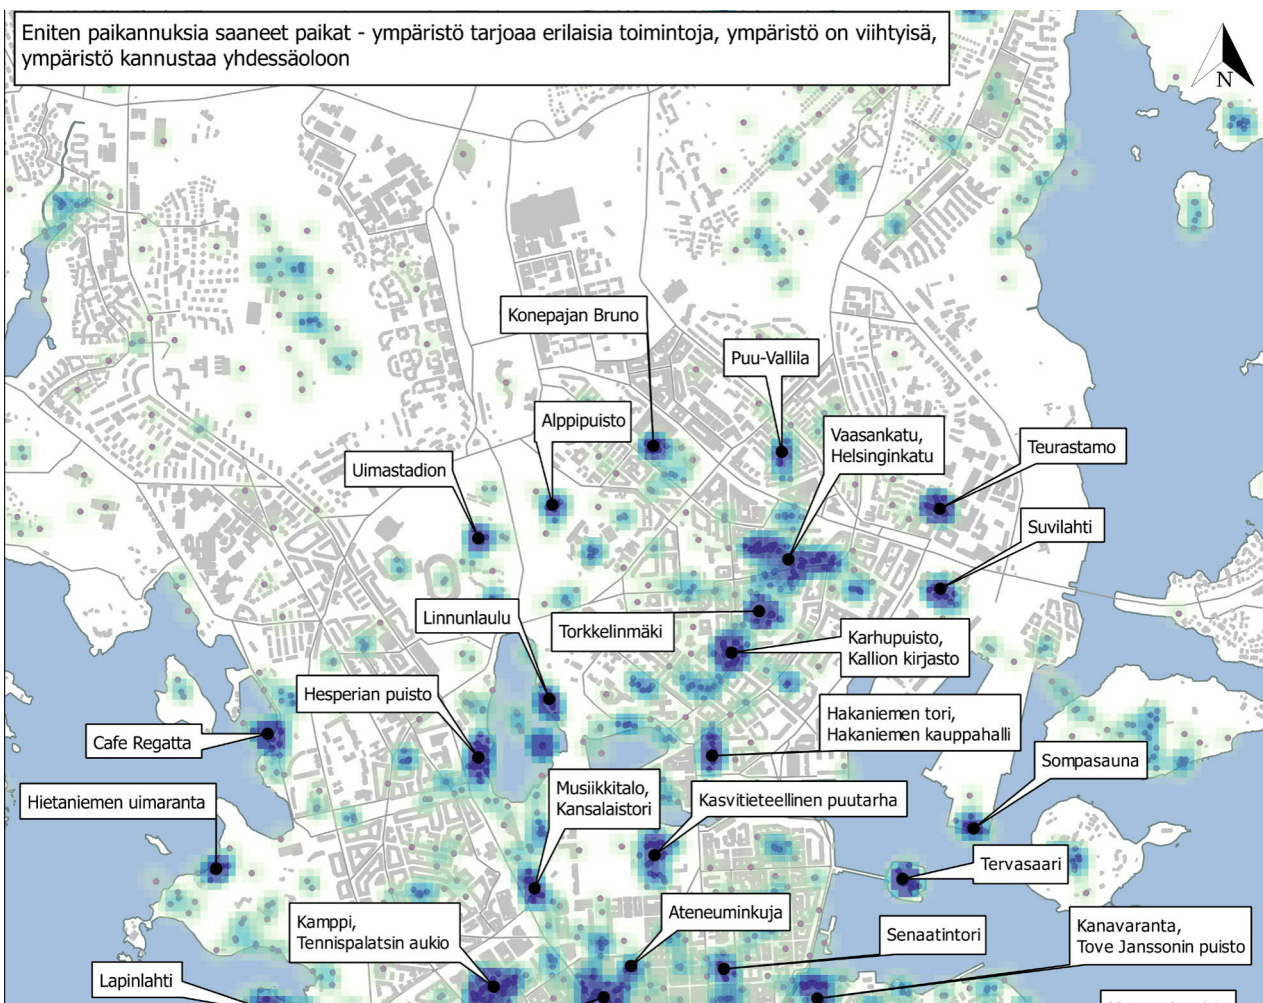 Eniten paikannuksia saaneet paikat - ympäristö tarjoaa erilaisia toimintoja, ympäristö on viihtyisä,
ympäristö kannustaa yhdessäoloon
N
Konepajan Bruno
Puu-Vallila
Alppipuisto
Vaasankatu,
Helsinginkatu
Teurastamo
Uimastadion
Suvilahti
Linnunlaulu
Torkkelinmäki
Karhupuisto,
Kallion kirjasto
Hesperian puisto
Hakaniemen tori,
Hakaniemen kauppahalli
Cafe Regatta
Sompasauna
Musiikkitalo,
Kansalaistori
Kasvitieteellinen puutarha
Hietaniemen uimaranta
Tervasaari
Ateneuminkuja
Kamppi,
Tennispalatsin aukio
Senaatintori
Kanavaranta,
Tove Janssonin puisto
Lapinlahti